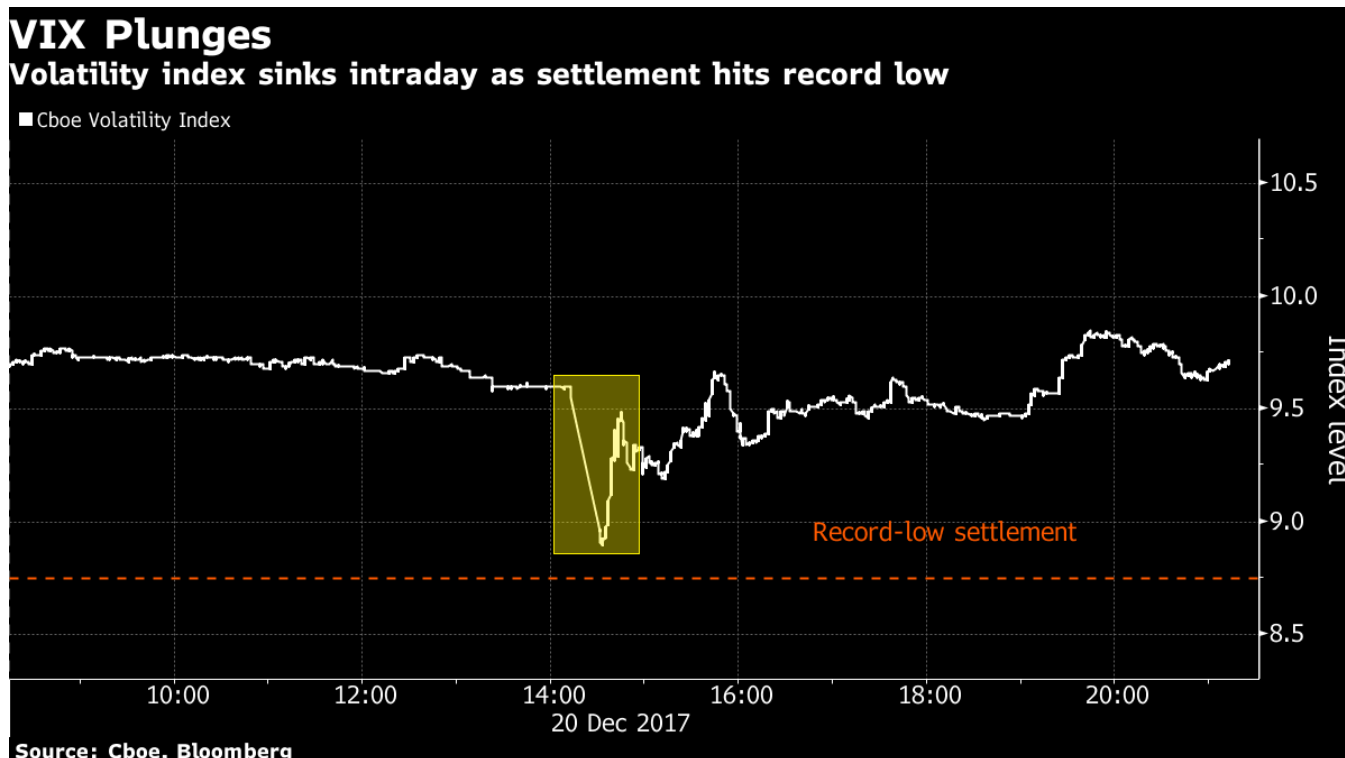 VIX Plunges
Volatility index sinks intraday as settlement hits record low
Cboe Volatility Index
10.5
10.0
9.5
9.0
8.5
Index level
Record-low settlement
10:00 12:00 14:00 16:00 18:00 20:00
20 Dec 2017
Source: Cboe, Bloomberg